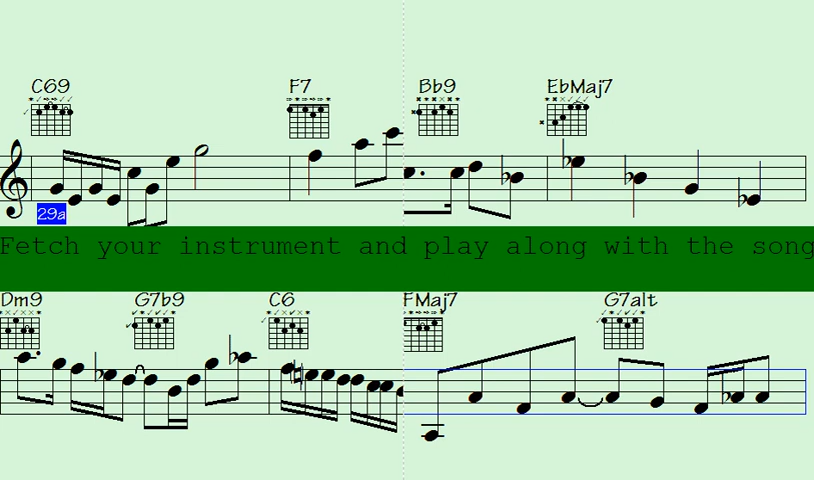 C69 F7 Bb9 EbMaj7
29a
Fetch your instrument and play along with the song
Dm9 G7b9 C6 FMaj7 G7alt